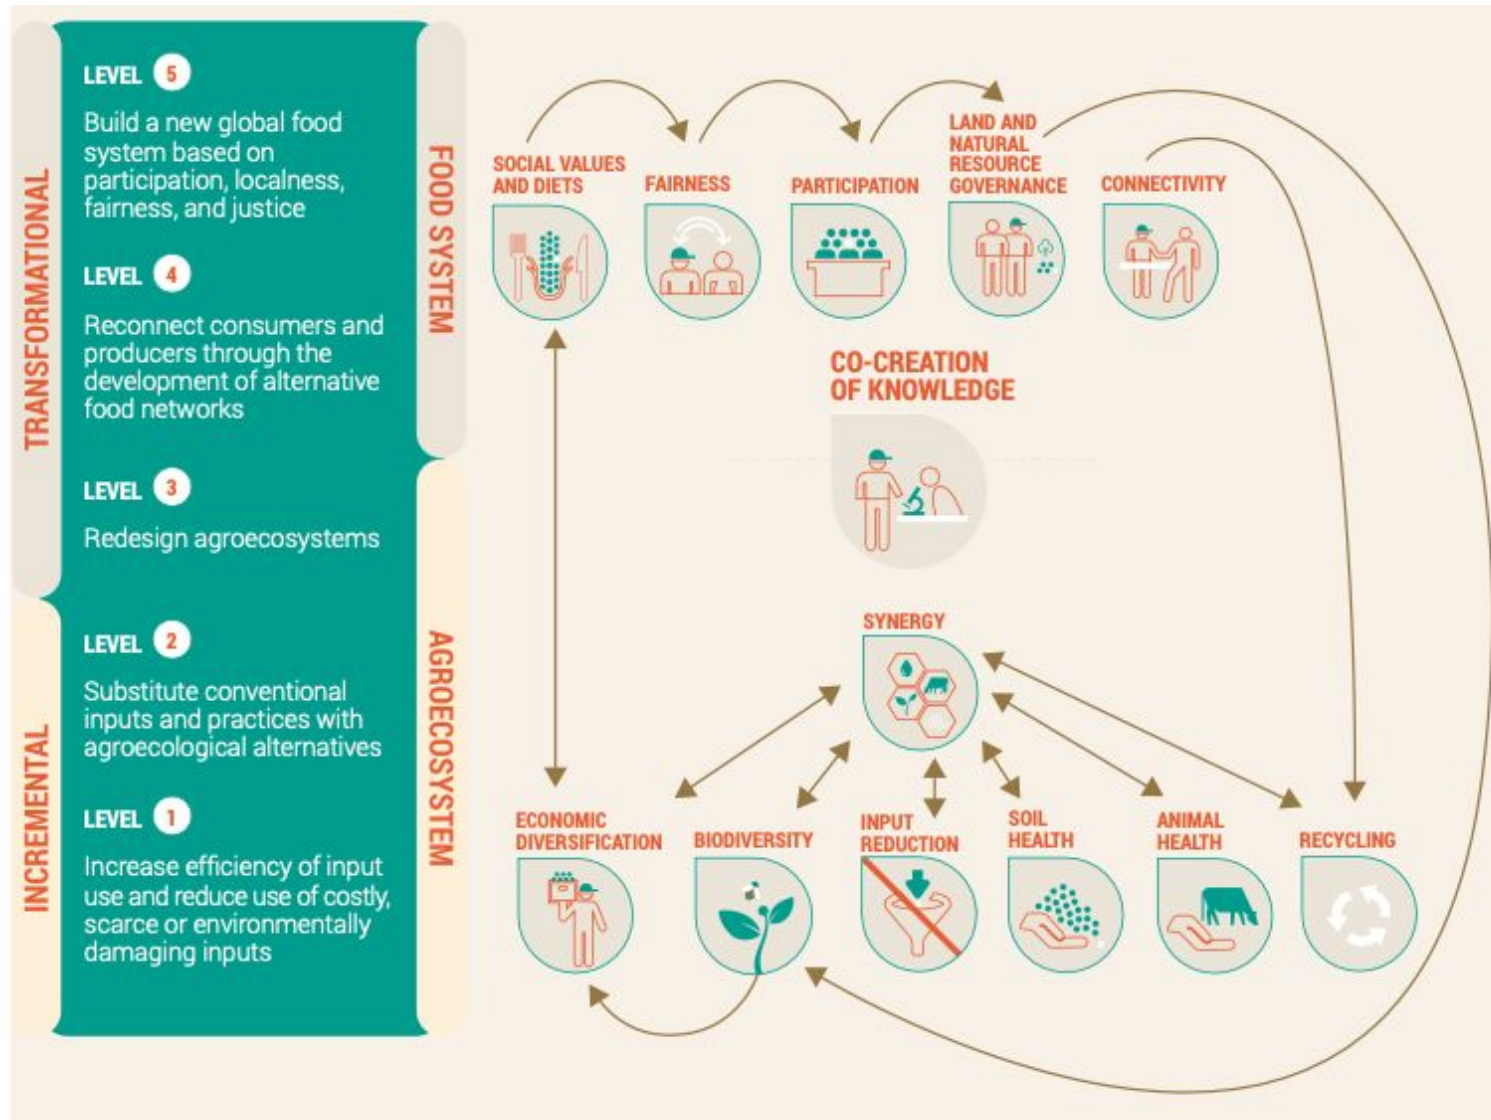 TRANSFORMATIONAL
INCREMENTAL
LEVEL 5
Build a new global food
system based on
participation, localness,
fairness, and justice
LEVEL 4
Reconnect consumers and
producers through the
development of alternative
food networks
LEVEL 3
Redesign agroecosystems
LEVEL 2
Substitute conventional
inputs and practices with
agroecological alternatives
LEVEL 1
Increase efficiency of input
use and reduce use of costly,
scarce or environmentally
damaging inputs
FOOD SYSTEM
AGROECOSYSTEM
SOCIAL VALUES
AND DIETS
FAIRNESS
PARTICIPATION
LAND AND
NATURAL
RESOURCE
GOVERNANCE
CONNECTIVITY
CO-CREATION
OF KNOWLEDGE
SYNERGY
ECONOMIC
DIVERSIFICATION
BIODIVERSITY
INPUT
REDUCTION
SOIL
HEALTH
ANIMAL
HEALTH
RECYCLING